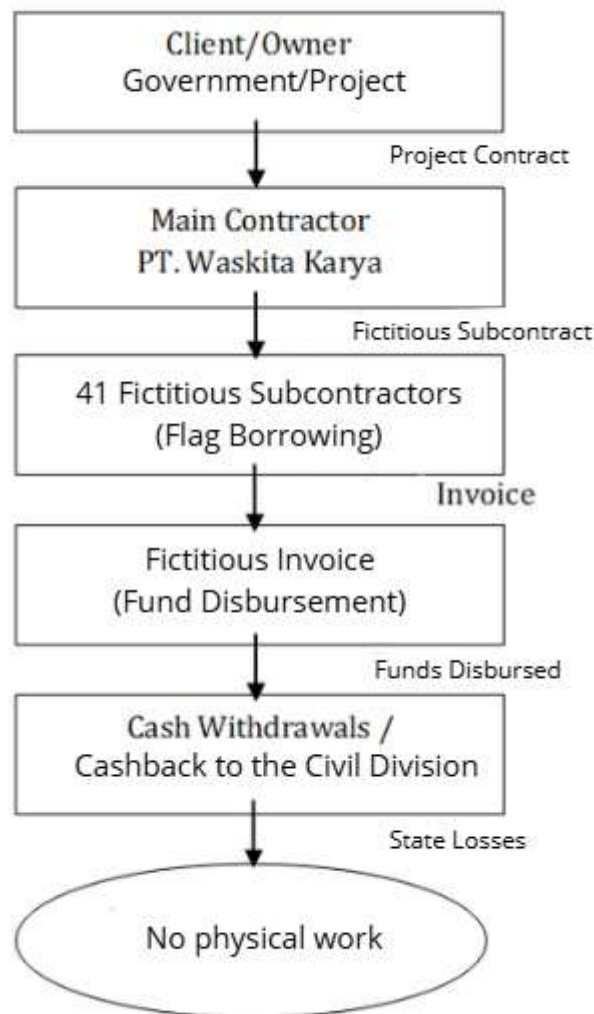 Client/Owner
Government/Project
Project Contract
Main Contractor
PT. Waskita Karya
Fictitious Subcontract
41 Fictitious Subcontractors
(Flag Borrowing)
Invoice
Fictitious Invoice
(Fund Disbursement)
Funds Disbursed
Cash Withdrawals /
Cashback to the Civil Division
State Losses
No physical work